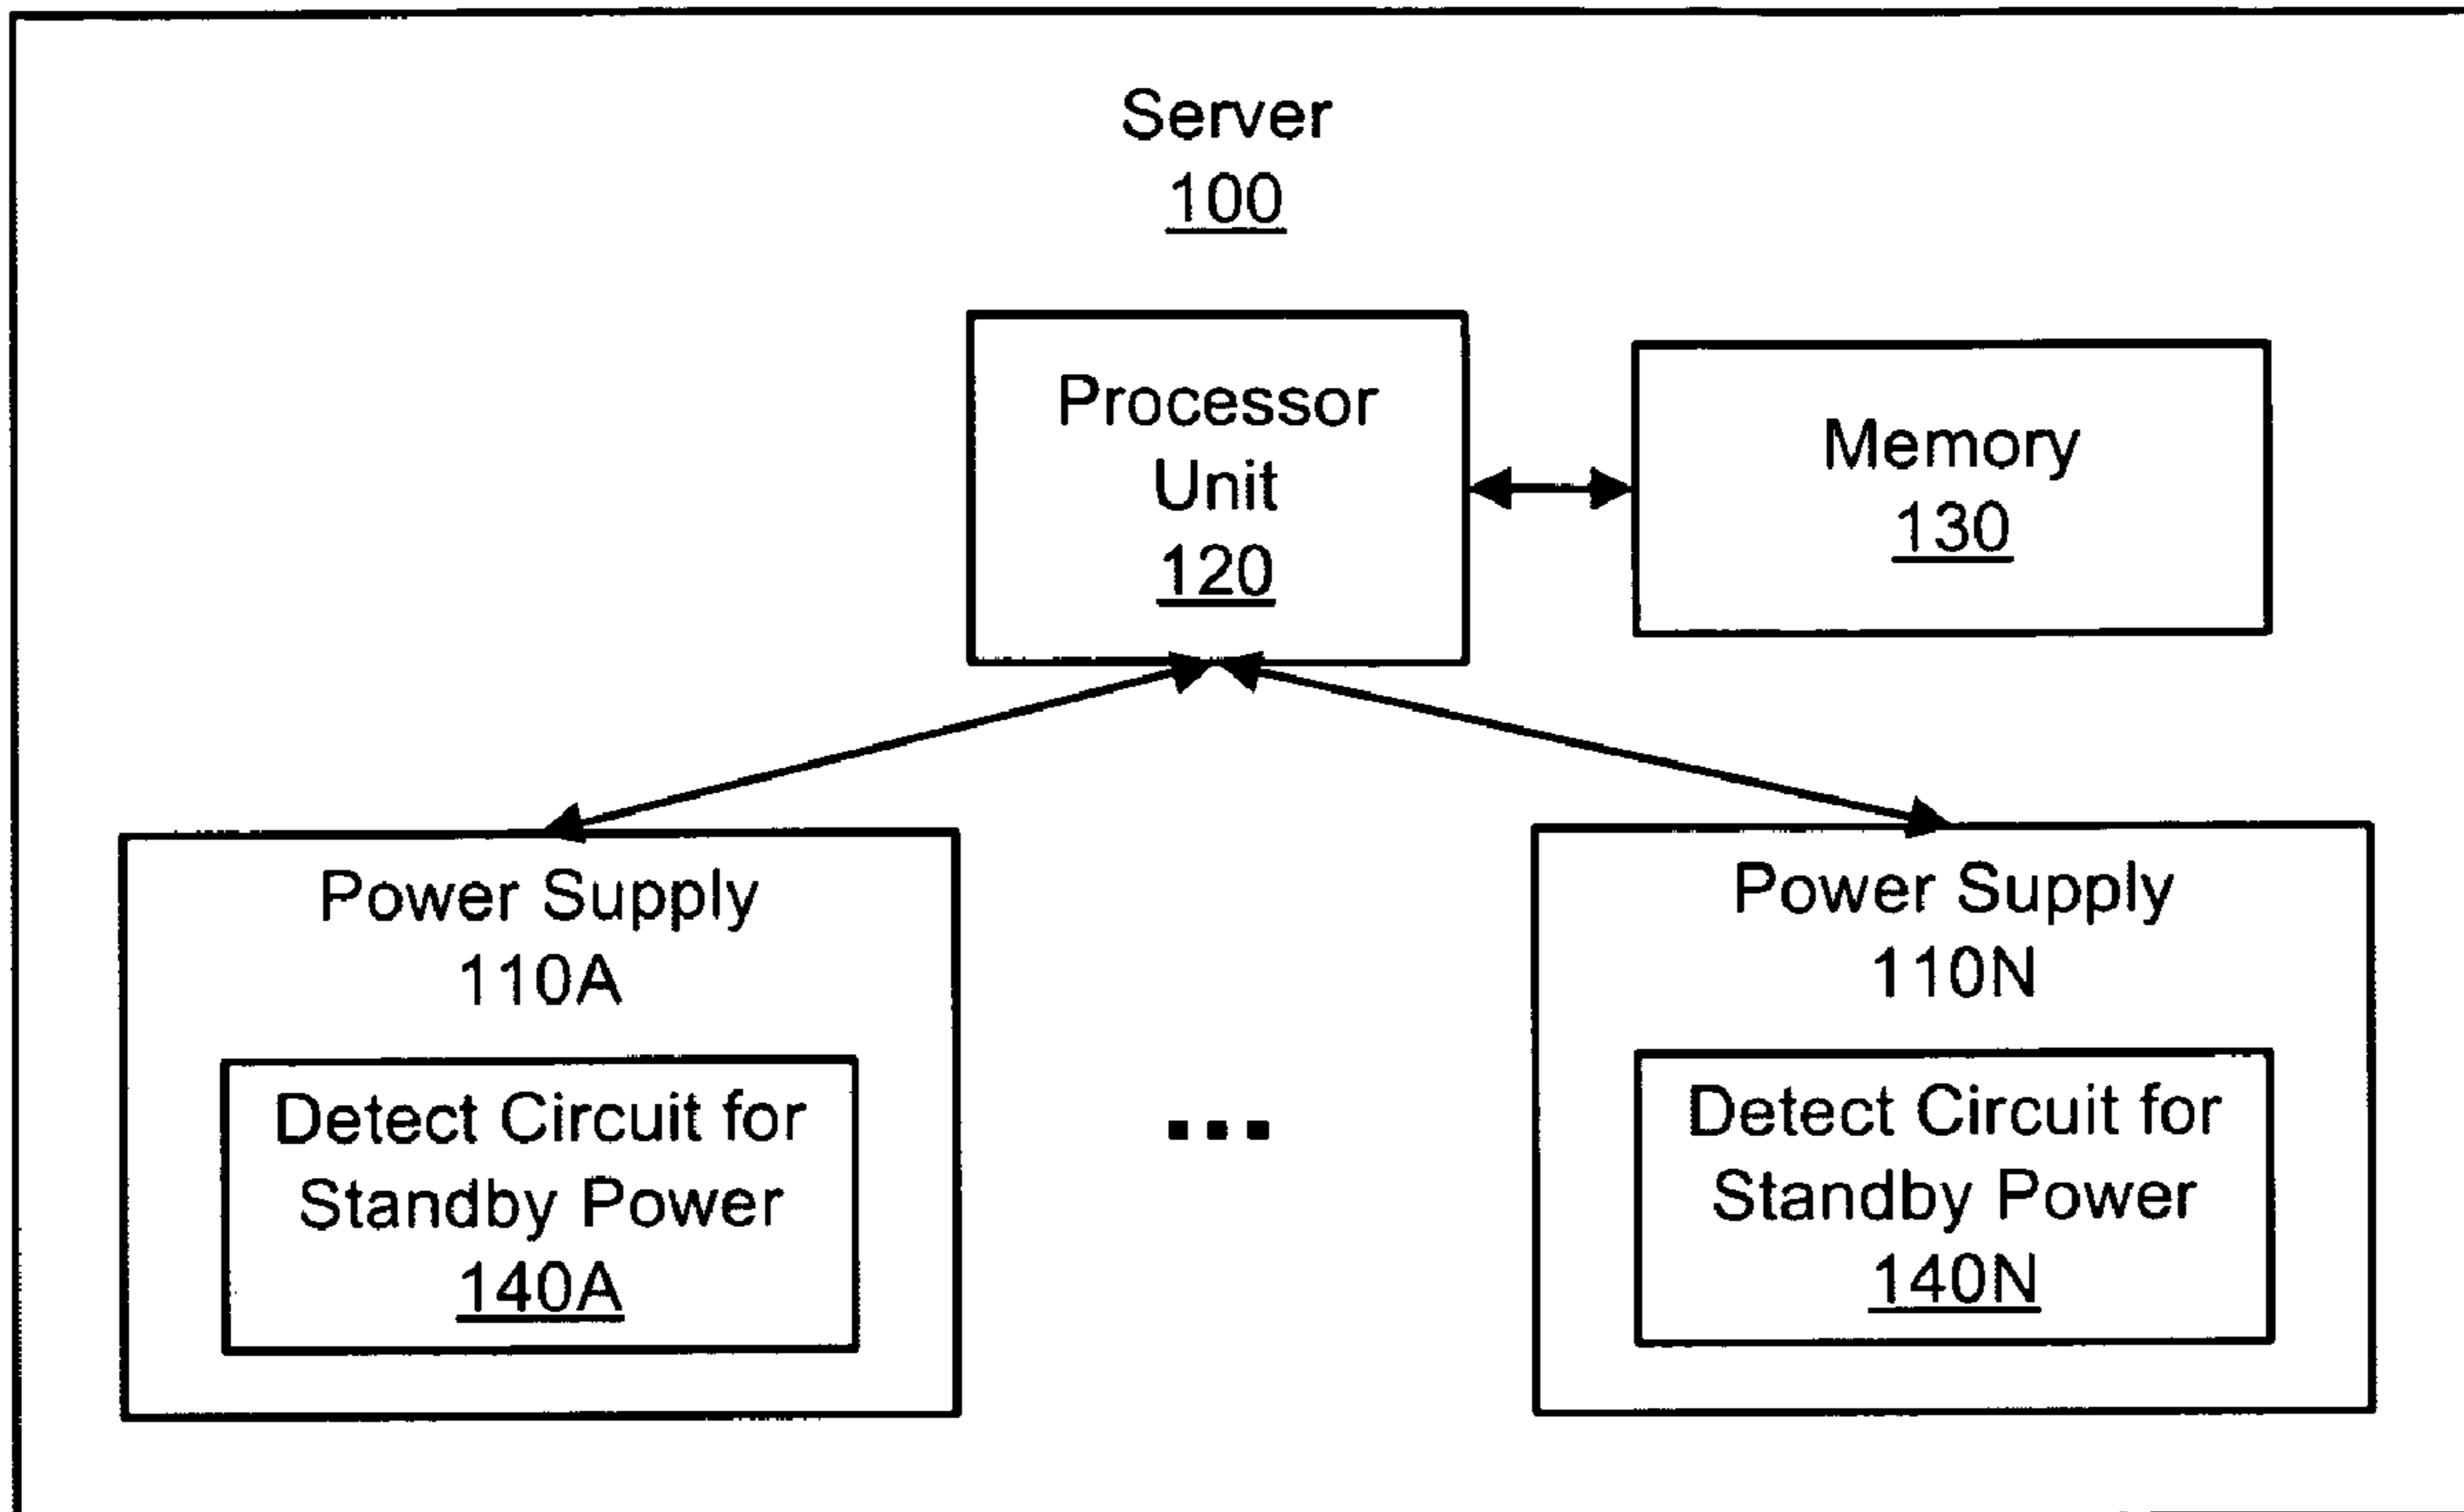 Server
100
Processor
Unit
120
Memory
130
Power Supply
110A
Detect Circuit for
Standby Power
140A
...
Power Supply
110N
Detect Circuit for
Standby Power
140N